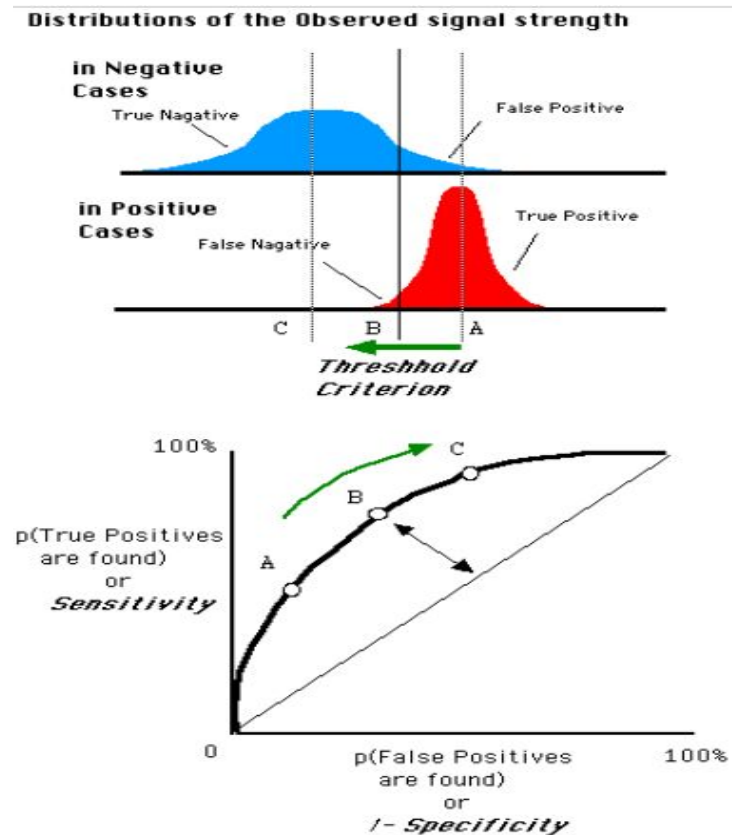 Distributions of the Observed signal strength
in Negative
Cases
True Nagative
False Positive
in Positive
Cases
True Positive
False Nagative
C B A
Threshhold
Criterion
100%
C
B
p(True Positives
are found)
or
Sensitivity
A
0
p(False Positives
are found)
or
1- Specificity
100%